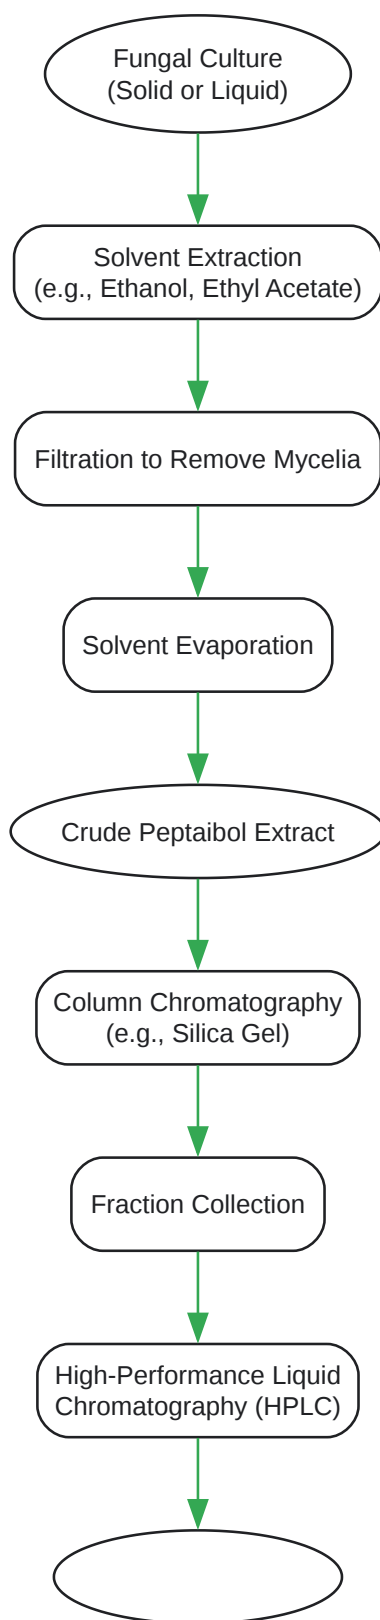 Fungal Culture
(Solid or Liquid)
Solvent Extraction
(e.g., Ethanol, Ethyl Acetate)
Filtration to Remove Mycelia
Solvent Evaporation
Crude Peptaibol Extract
Column Chromatography
(e.g., Silica Gel)
Fraction Collection
High-Performance Liquid
Chromatography (HPLC)